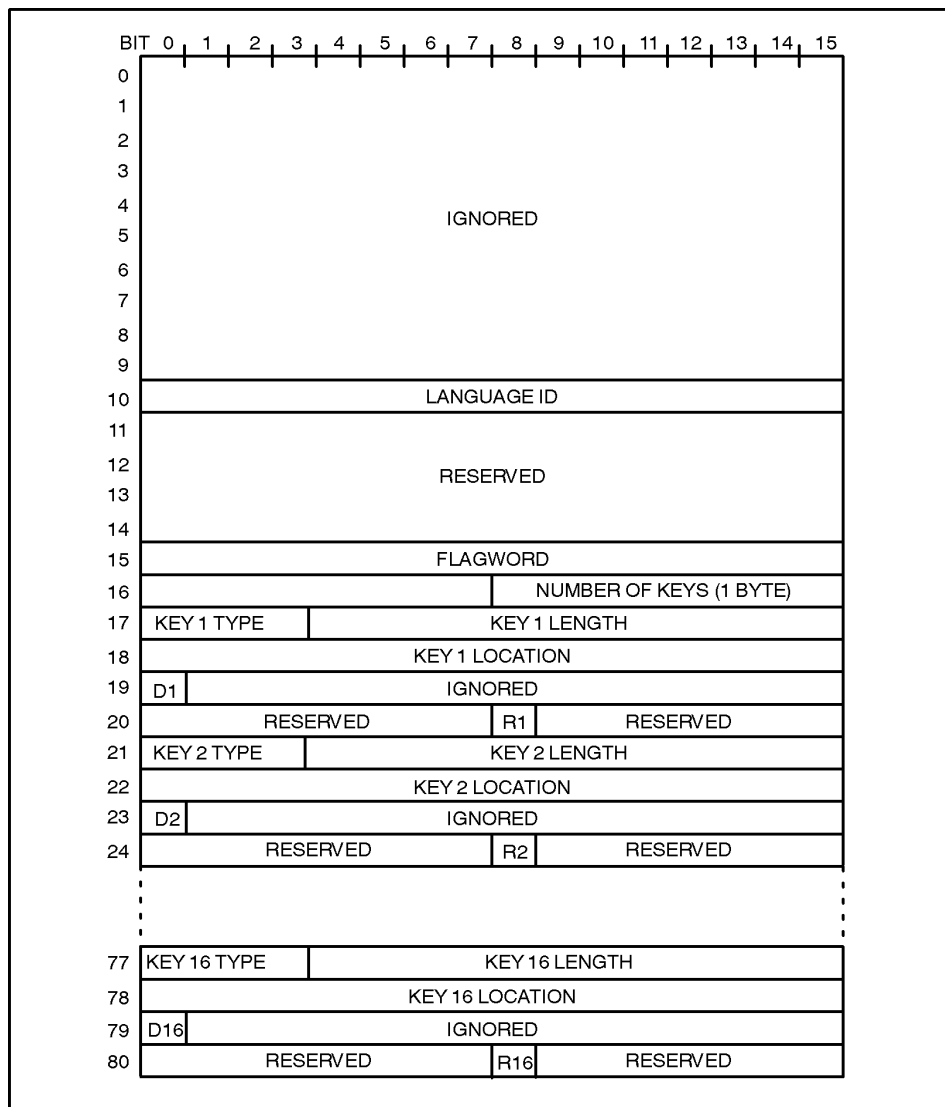 BIT 0 1 2 3 4 5 6 7 8 9 10 11 12 13 14 15
0
1
2
3
4 IGNORED
5
6
7
8
9
10 LANGUAGE ID
11
12 RESERVED
13
14
15 FLAGWORD
16 NUMBER OF KEYS (1 BYTE)
17 KEY 1 TYPE KEY 1 LENGTH
18 KEY 1 LOCATION
19 D1 IGNORED
20 RESERVED R1 RESERVED
21 KEY 2 TYPE KEY 2 LENGTH
22 KEY 2 LOCATION
23 D2 IGNORED
24 RESERVED R2 RESERVED
77 KEY 16 TYPE KEY 16 LENGTH
78 KEY 16 LOCATION
79 D16 IGNORED
80 RESERVED R16 RESERVED